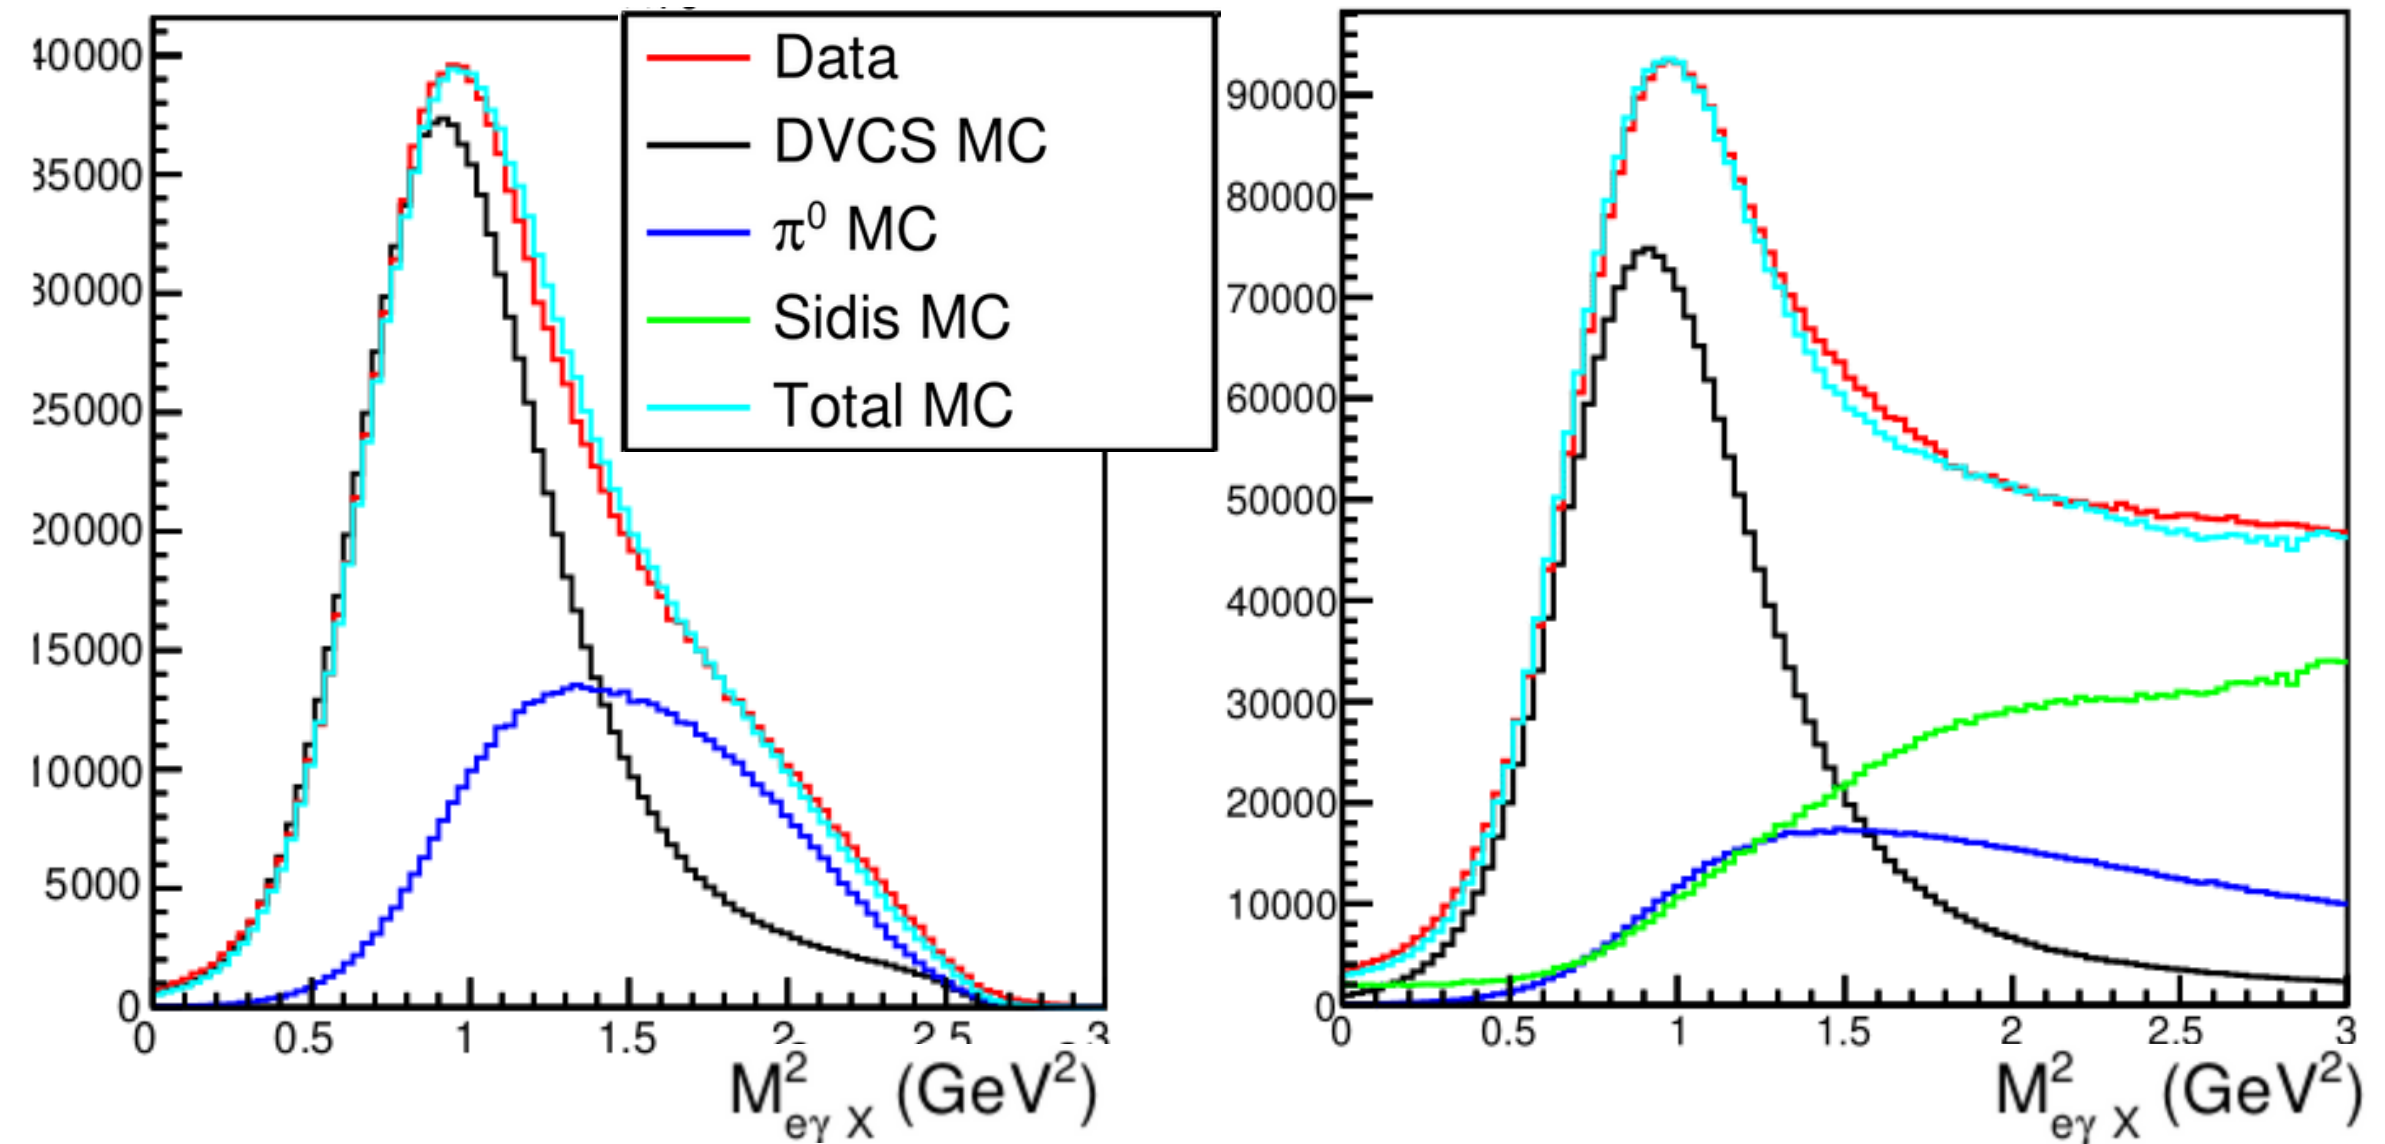 Data
DVCS MC
π⁰ MC
Sidis MC
Total MC
40000
35000
30000
25000
20000
15000
10000
5000
0
0 0.5 1 1.5 2 2.5 3
M²eγ X (GeV²)
90000
80000
70000
60000
50000
40000
30000
20000
10000
0
0 0.5 1 1.5 2 2.5 3
M²eγ X (GeV²)